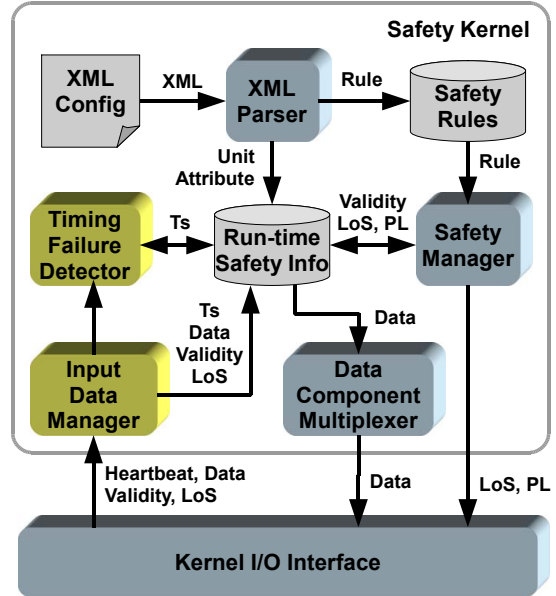 Safety Kernel
XML
Config
XML
XML
Parser
Rule
Safety
Rules
Unit
Attribute
Rule
Timing
Failure
Detector
Ts
Run-time
Safety Info
Validity
LoS, PL
Safety
Manager
Ts
Data
Validity
LoS
Data
Input
Data
Manager
Data
Component
Multiplexer
Heartbeat, Data
Validity, LoS
Data
LoS, PL
Kernel I/O Interface